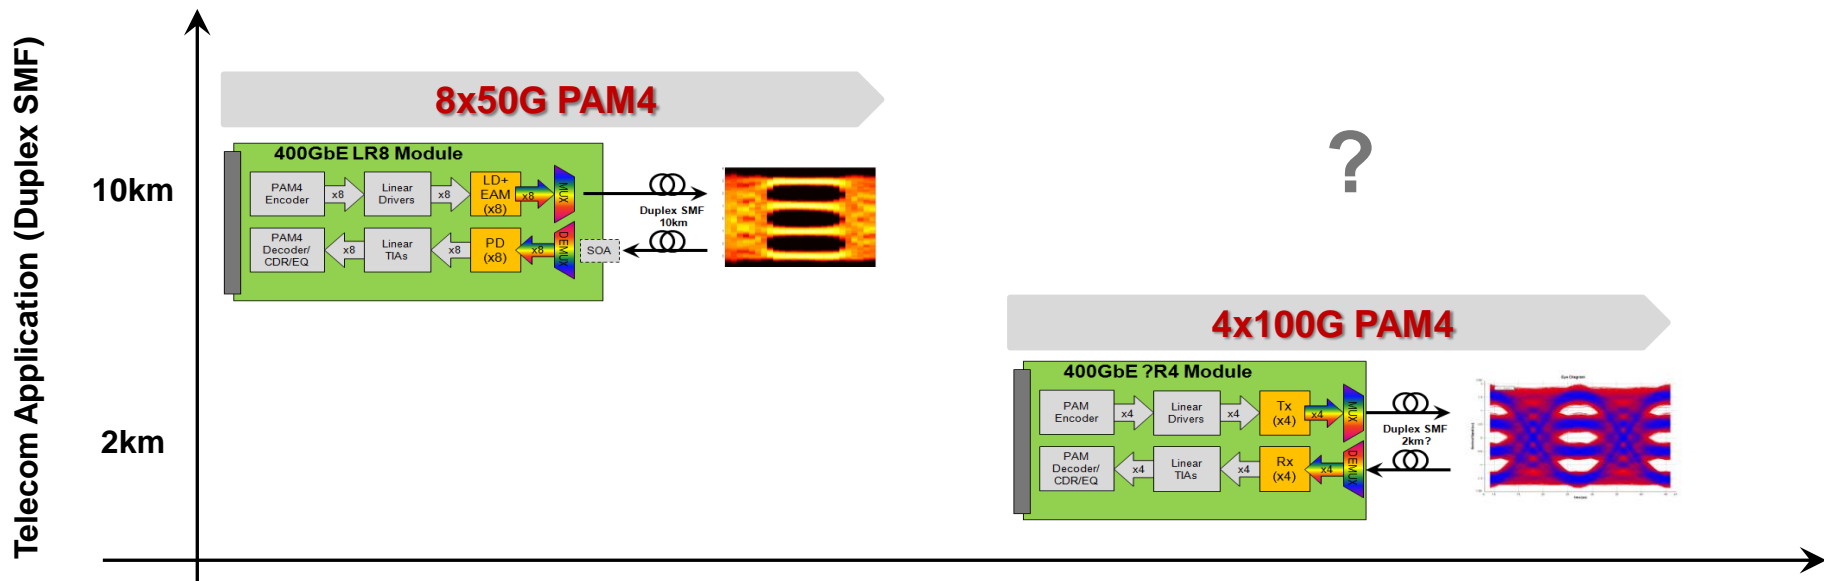 Telecom Application (Duplex SMF)
10km
2km
8x50G PAM4
400GbE LR8 Module
PAM4
Encoder
x8
Linear
Drivers
x8
LD+
EAM
(x8)
x8
MUX
Duplex SMF
10km
PAM4
Decoder/
CDR/EQ
x8
Linear
TIAs
x8
PD
(x8)
x8
DEMUX
SOA
?
4x100G PAM4
400GbE ?R4 Module
PAM
Encoder
x4
Linear
Drivers
x4
Tx
(x4)
x4
MUX
Duplex SMF
2km?
PAM
Decoder/
CDR/EQ
x4
Linear
TIAs
x4
Rx
(x4)
x4
DEMUX
Eye Diagram